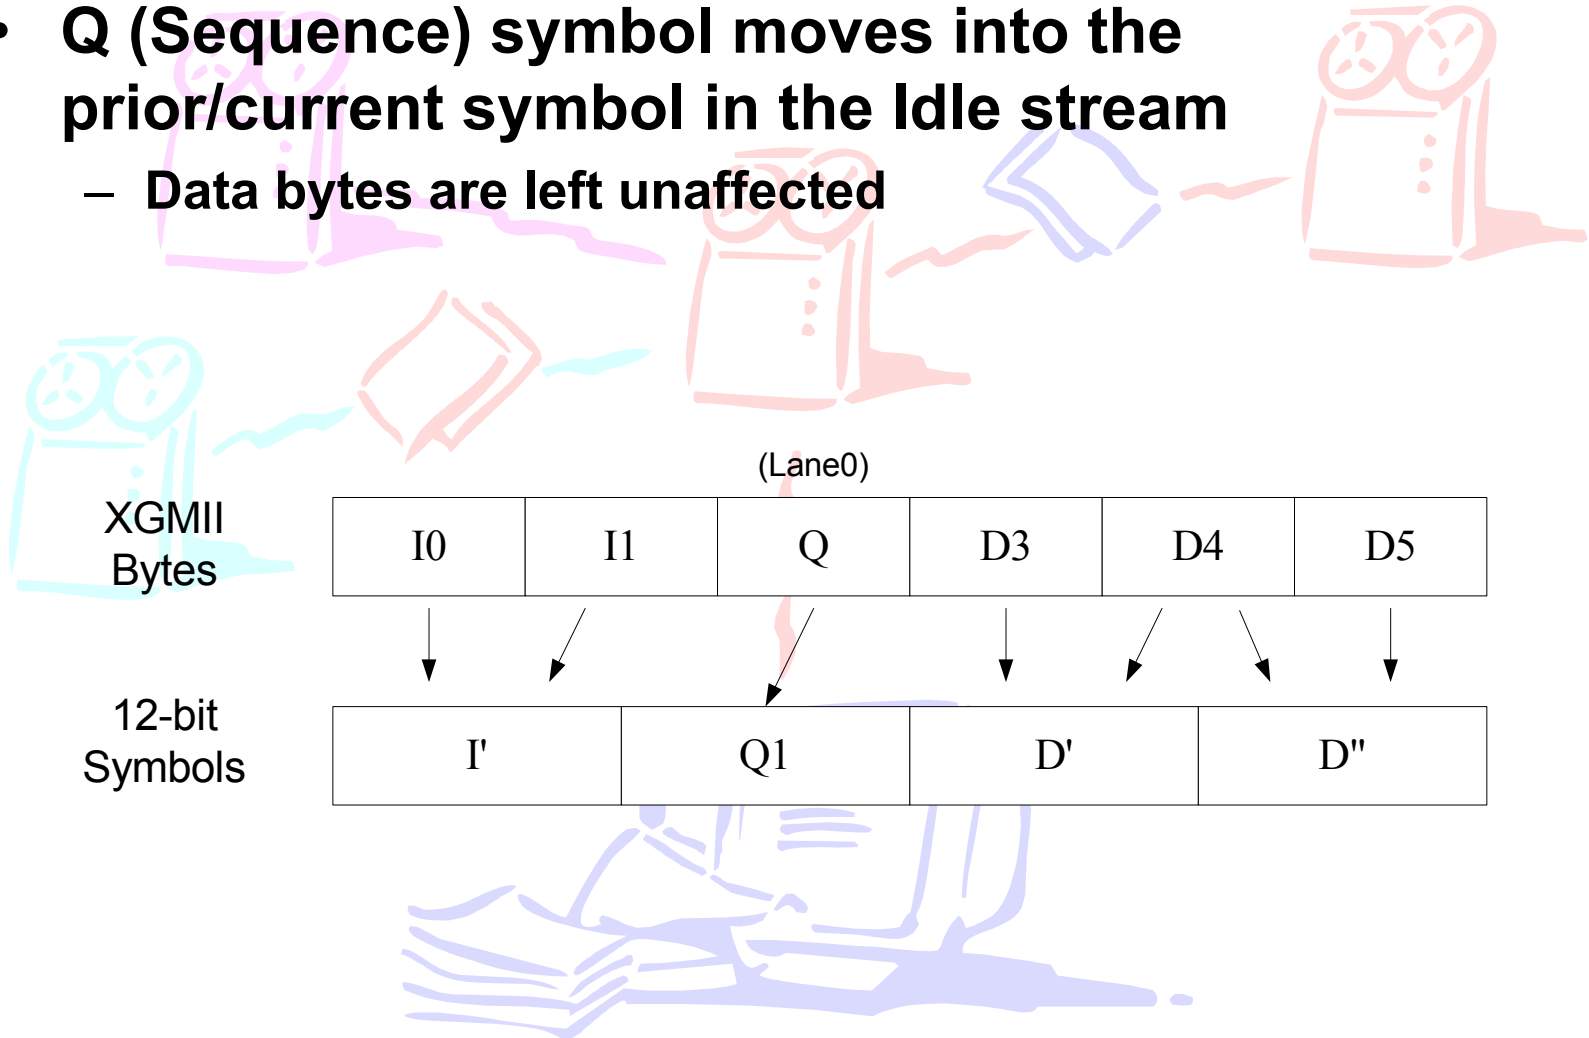 • Q (Sequence) symbol moves into the
prior/current symbol in the Idle stream
– Data bytes are left unaffected
(Lane0)
XGMII
Bytes
I0 I1 Q D3 D4 D5
12-bit
Symbols
I' Q1 D' D"